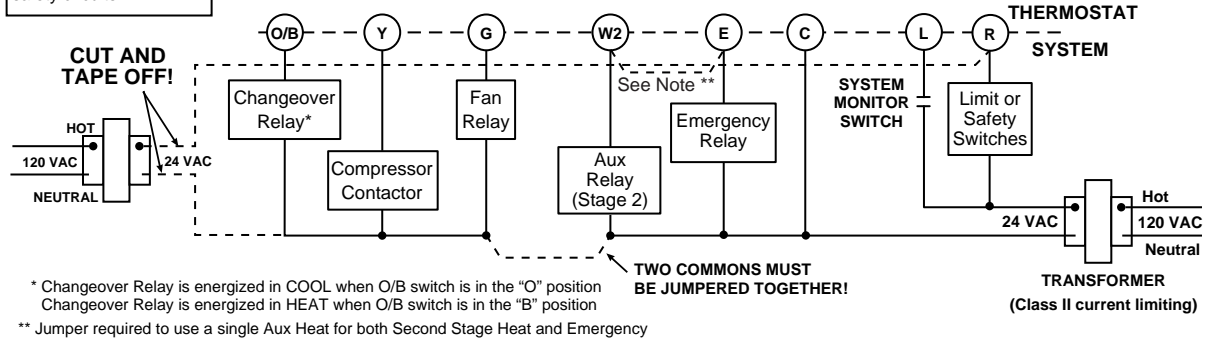 THERMOSTAT
SYSTEM
O/B
Y
G
W2
E
C
L
R
CUT AND
TAPE OFF!
HOT
120 VAC
24 VAC
NEUTRAL
Changeover
Relay*
Compressor
Contactor
Fan
Relay
See Note **
Aux
Relay
(Stage 2)
Emergency
Relay
SYSTEM
MONITOR
SWITCH
Limit or
Safety
Switches
24 VAC
Hot
120 VAC
Neutral
TRANSFORMER
(Class II current limiting)
TWO COMMONS MUST
BE JUMPERED TOGETHER!
* Changeover Relay is energized in COOL when O/B switch is in the “O” position
Changeover Relay is energized in HEAT when O/B switch is in the “B” position
** Jumper required to use a single Aux Heat for both Second Stage Heat and Emergency